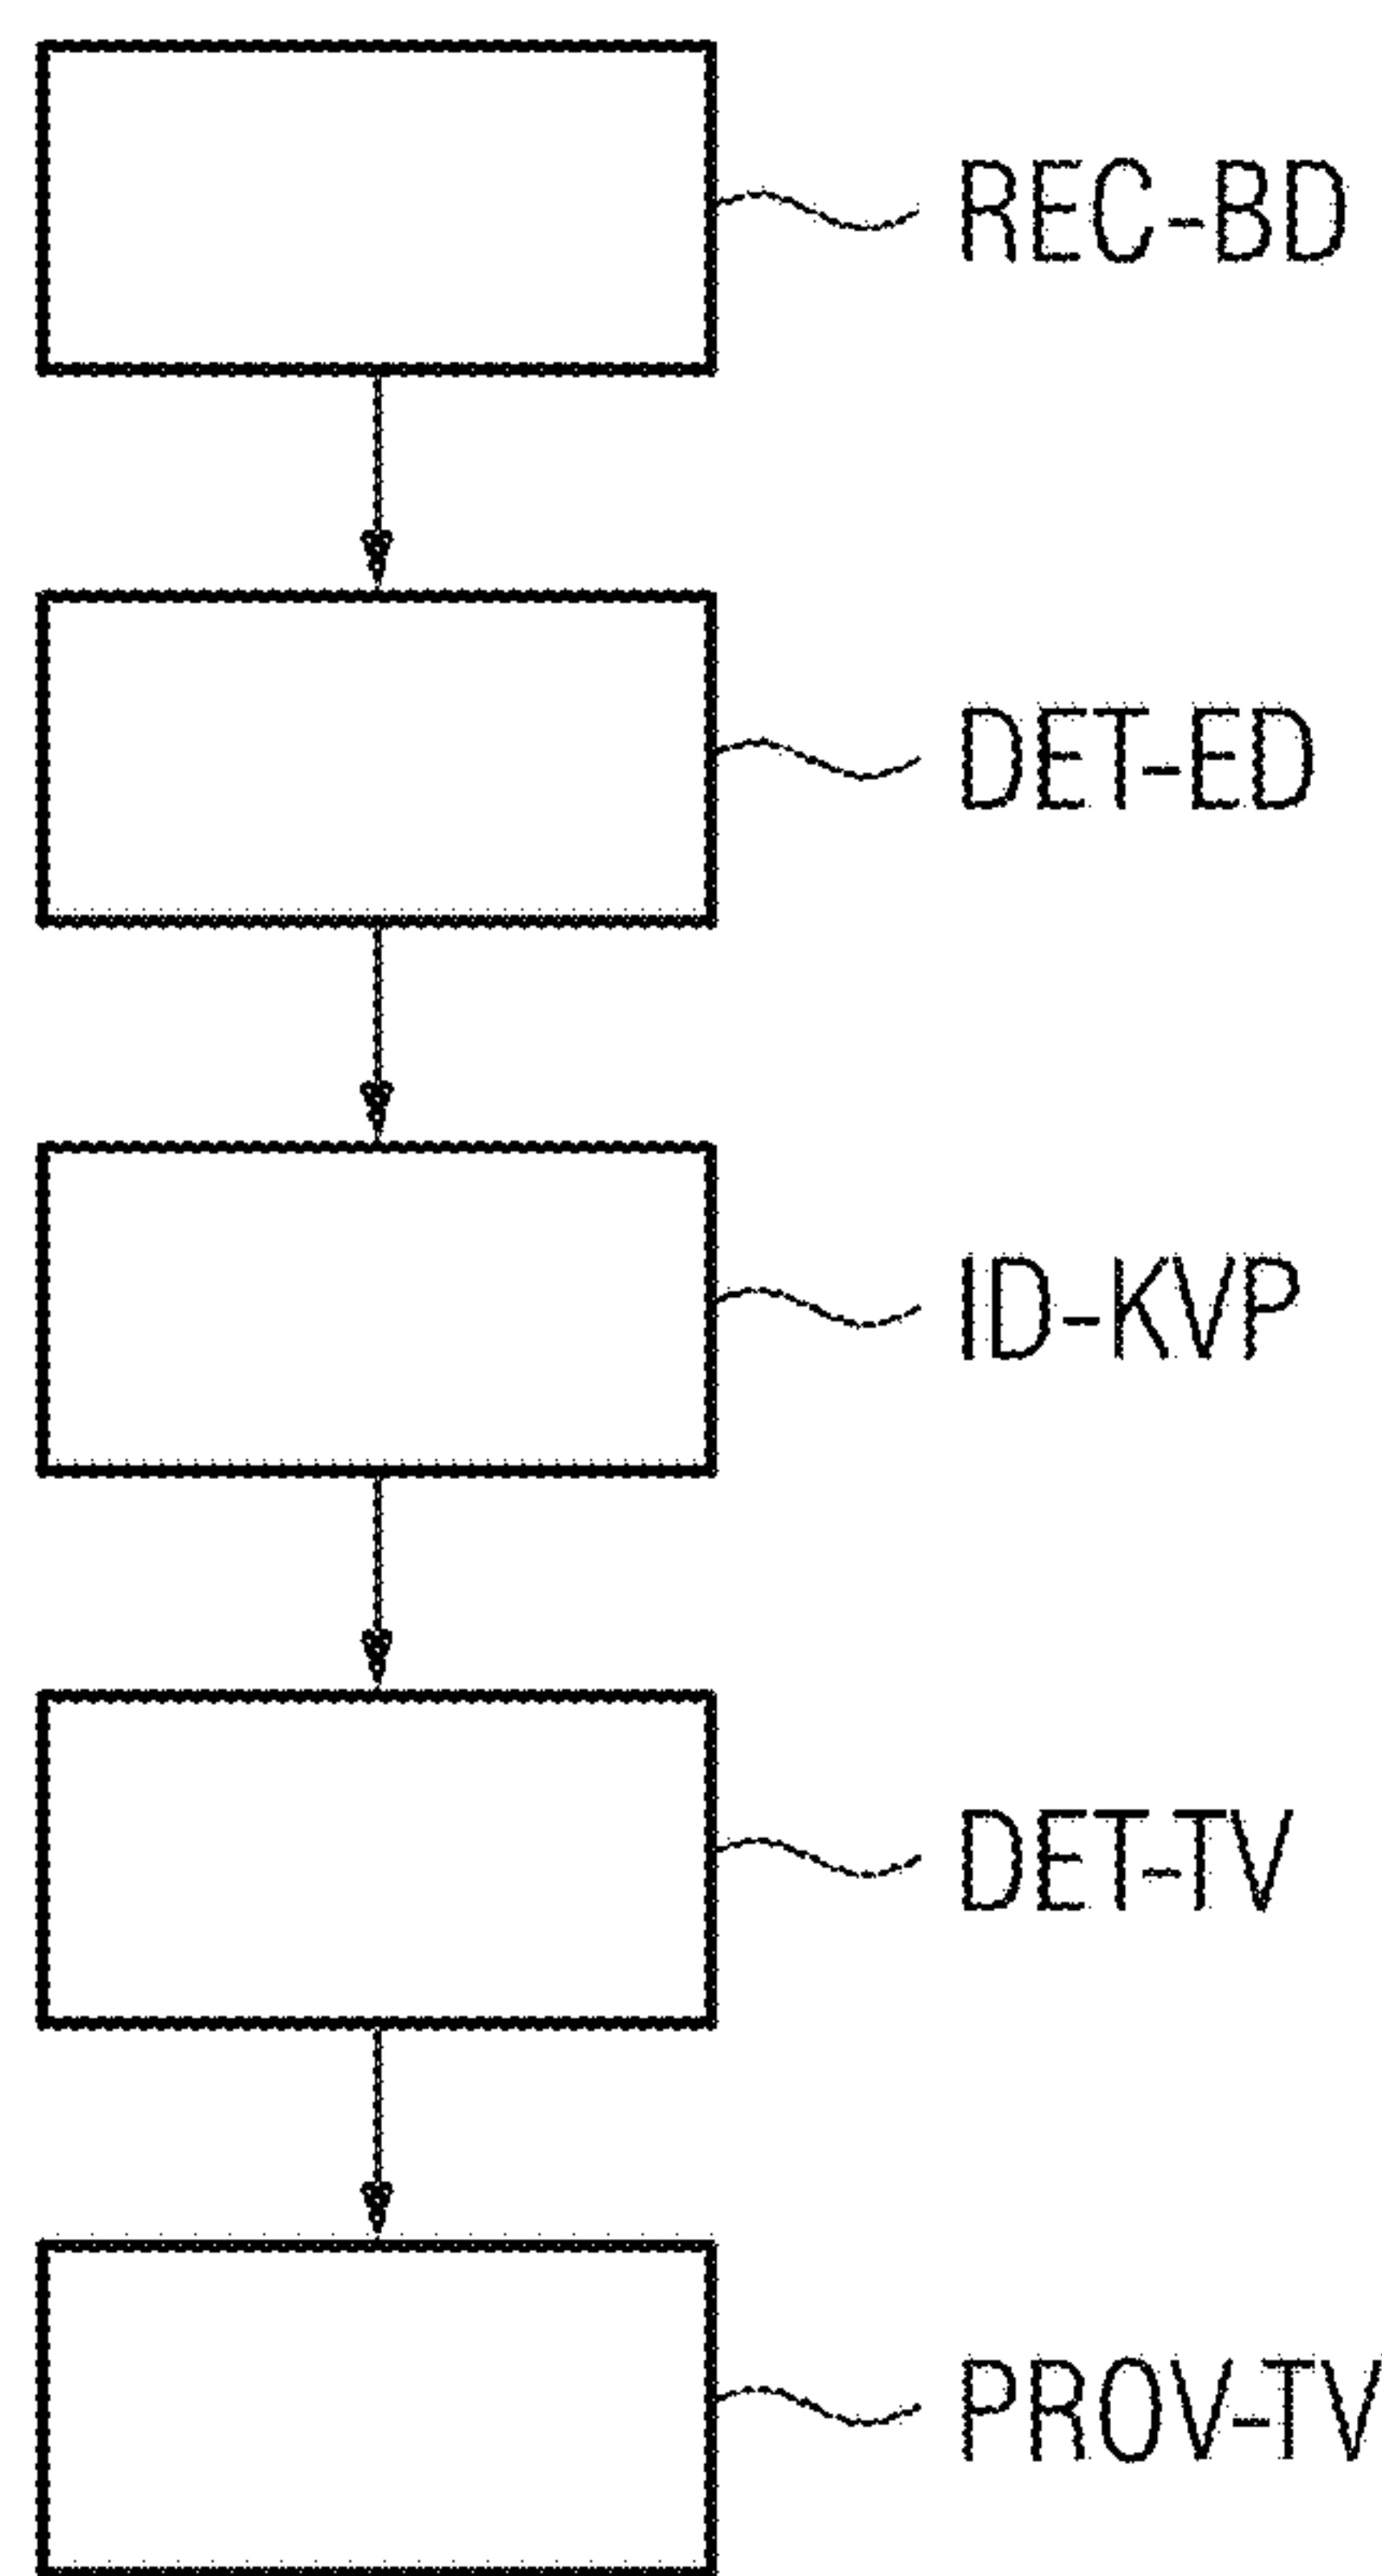 REC-BD
DET-ED
ID-KVP
DET-TV
PROV-TV